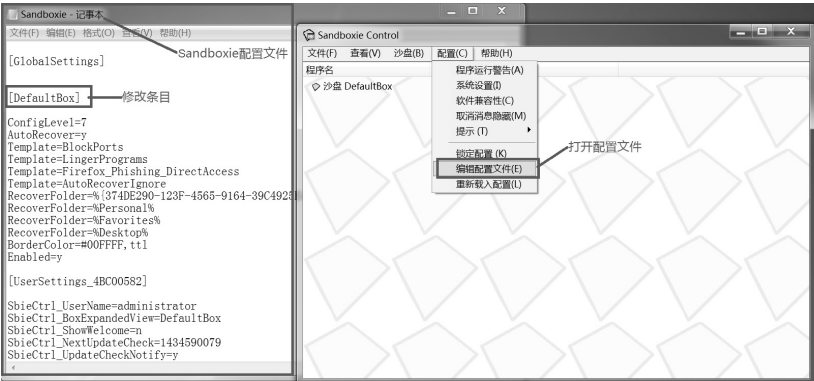 Sandboxie - 记事本
文件(F) 编辑(E) 格式(O) 查看(V) 帮助(H)
Sandboxie配置文件
[GlobalSettings]
[DefaultBox]
修改条目
ConfigLevel=7
AutoRecover=y
Template=BlockPorts
Template=LingerPrograms
Template=Firefox_Phishing_DirectAccess
Template=AutoRecoverIgnore
RecoverFolder=%{374DE290-123F-4565-9164-39C4925
RecoverFolder=%Personal%
RecoverFolder=%Favorites%
RecoverFolder=%Desktop%
BorderColor=#00FFFF,ttl
Enabled=y
[UserSettings_4BC00582]
SbieCtrl_UserName=administrator
SbieCtrl_BoxExpandedView=DefaultBox
SbieCtrl_ShowWelcome=n
SbieCtrl_NextUpdateCheck=1434590079
SbieCtrl_UpdateCheckNotify=y
Sandboxie Control
文件(F) 查看(V) 沙盘(B) 配置(C) 帮助(H)
程序名
沙盘 DefaultBox
程序运行警告(A)
系统设置(I)
软件兼容性(C)
取消消息隐藏(M)
提示 (T)
锁定配置 (K)
编辑配置文件(E)
重新载入配置(L)
打开配置文件